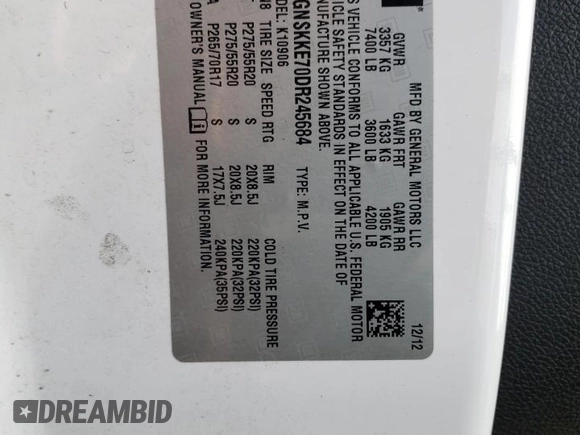 MFD BY GENERAL MOTORS LLC
12/12
GVWR GAWR FRT GAWR RR
3357 KG 1633 KG 1905 KG
7400 LB 3600 LB 4200 LB
S VEHICLE CONFORMS TO ALL APPLICABLE U.S. FEDERAL MOTOR
ICLE SAFETY STANDARDS IN EFFECT ON THE DATE OF
NUFACTURE SHOWN ABOVE.
GNSKKE70DR245684 TYPE: M.P.V.
08 MODEL: K10906
TIRE SIZE SPEED RTG RIM COLD TIRE PRESSURE
P275/55R20 S 20X8.5J 220KPA(32PSI)
P275/55R20 S 20X8.5J 220KPA(32PSI)
A P265/70R17 S 17X7.5J 240KPA(35PSI)
OWNER'S MANUAL i FOR MORE INFORMATION.
DREAMBID